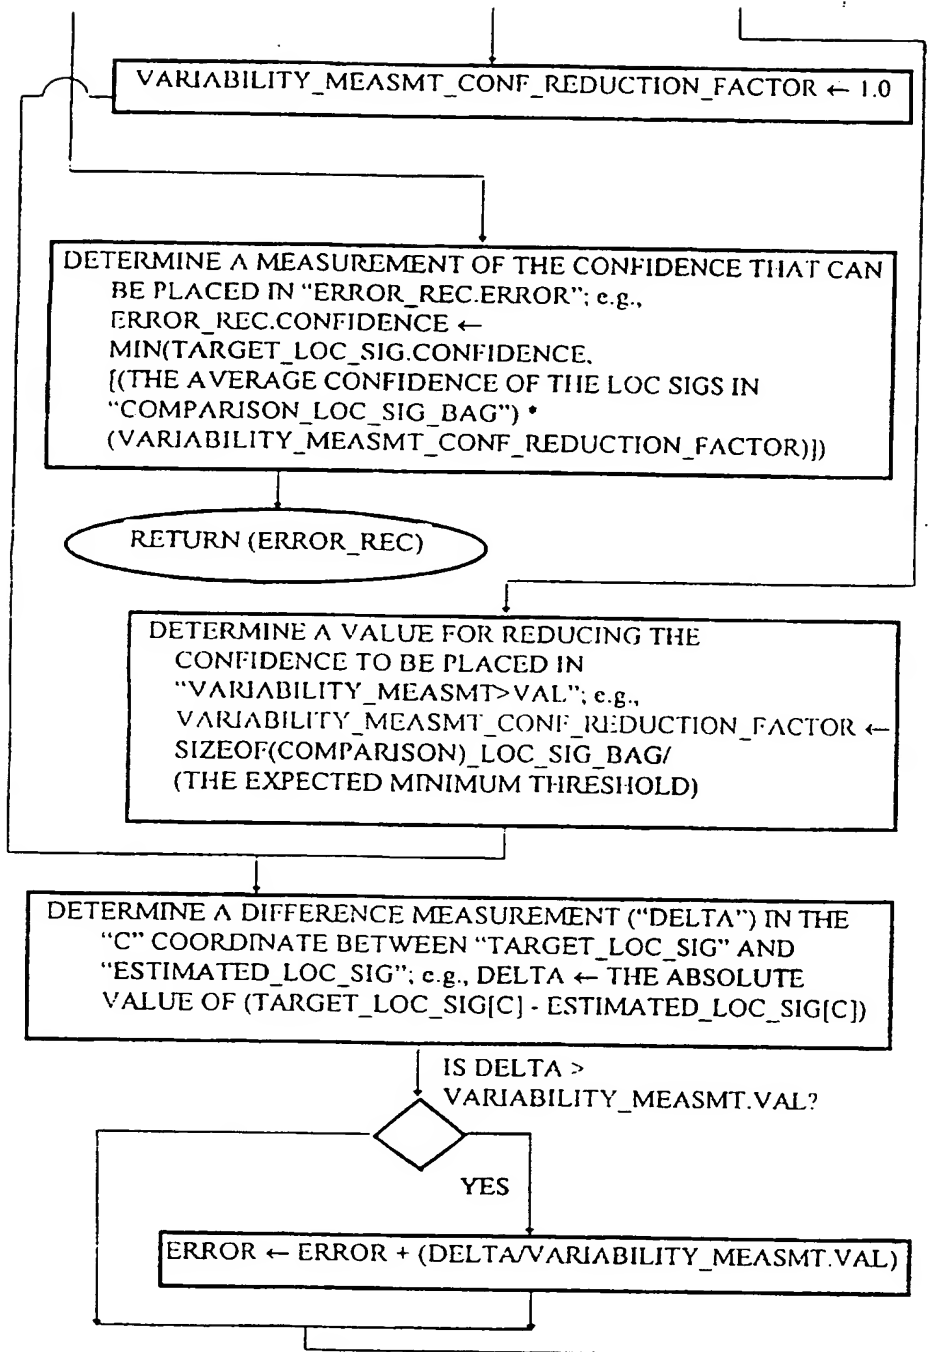 VARIABILITY_MEASMT_CONF_REDUCTION_FACTOR ← 1.0
DETERMINE A MEASUREMENT OF THE CONFIDENCE THAT CAN
BE PLACED IN “ERROR_REC.ERROR”; e.g.,
ERROR_REC.CONFIDENCE ←
MIN(TARGET_LOC_SIG.CONFIDENCE,
[(THE AVERAGE CONFIDENCE OF THE LOC SIGS IN
“COMPARISON_LOC_SIG_BAG”) *
(VARIABILITY_MEASMT_CONF_REDUCTION_FACTOR)])
RETURN (ERROR_REC)
DETERMINE A VALUE FOR REDUCING THE
CONFIDENCE TO BE PLACED IN
“VARIABILITY_MEASMT>VAL”; e.g.,
VARIABILITY_MEASMT_CONF_REDUCTION_FACTOR ←
SIZEOF(COMPARISON)_LOC_SIG_BAG/
(THE EXPECTED MINIMUM THRESHOLD)
DETERMINE A DIFFERENCE MEASUREMENT (“DELTA”) IN THE
“C” COORDINATE BETWEEN “TARGET_LOC_SIG” AND
“ESTIMATED_LOC_SIG”; e.g., DELTA ← THE ABSOLUTE
VALUE OF (TARGET_LOC_SIG[C] - ESTIMATED_LOC_SIG[C])
IS DELTA >
VARIABILITY_MEASMT.VAL?
YES
ERROR ← ERROR + (DELTA/VARIABILITY_MEASMT.VAL)